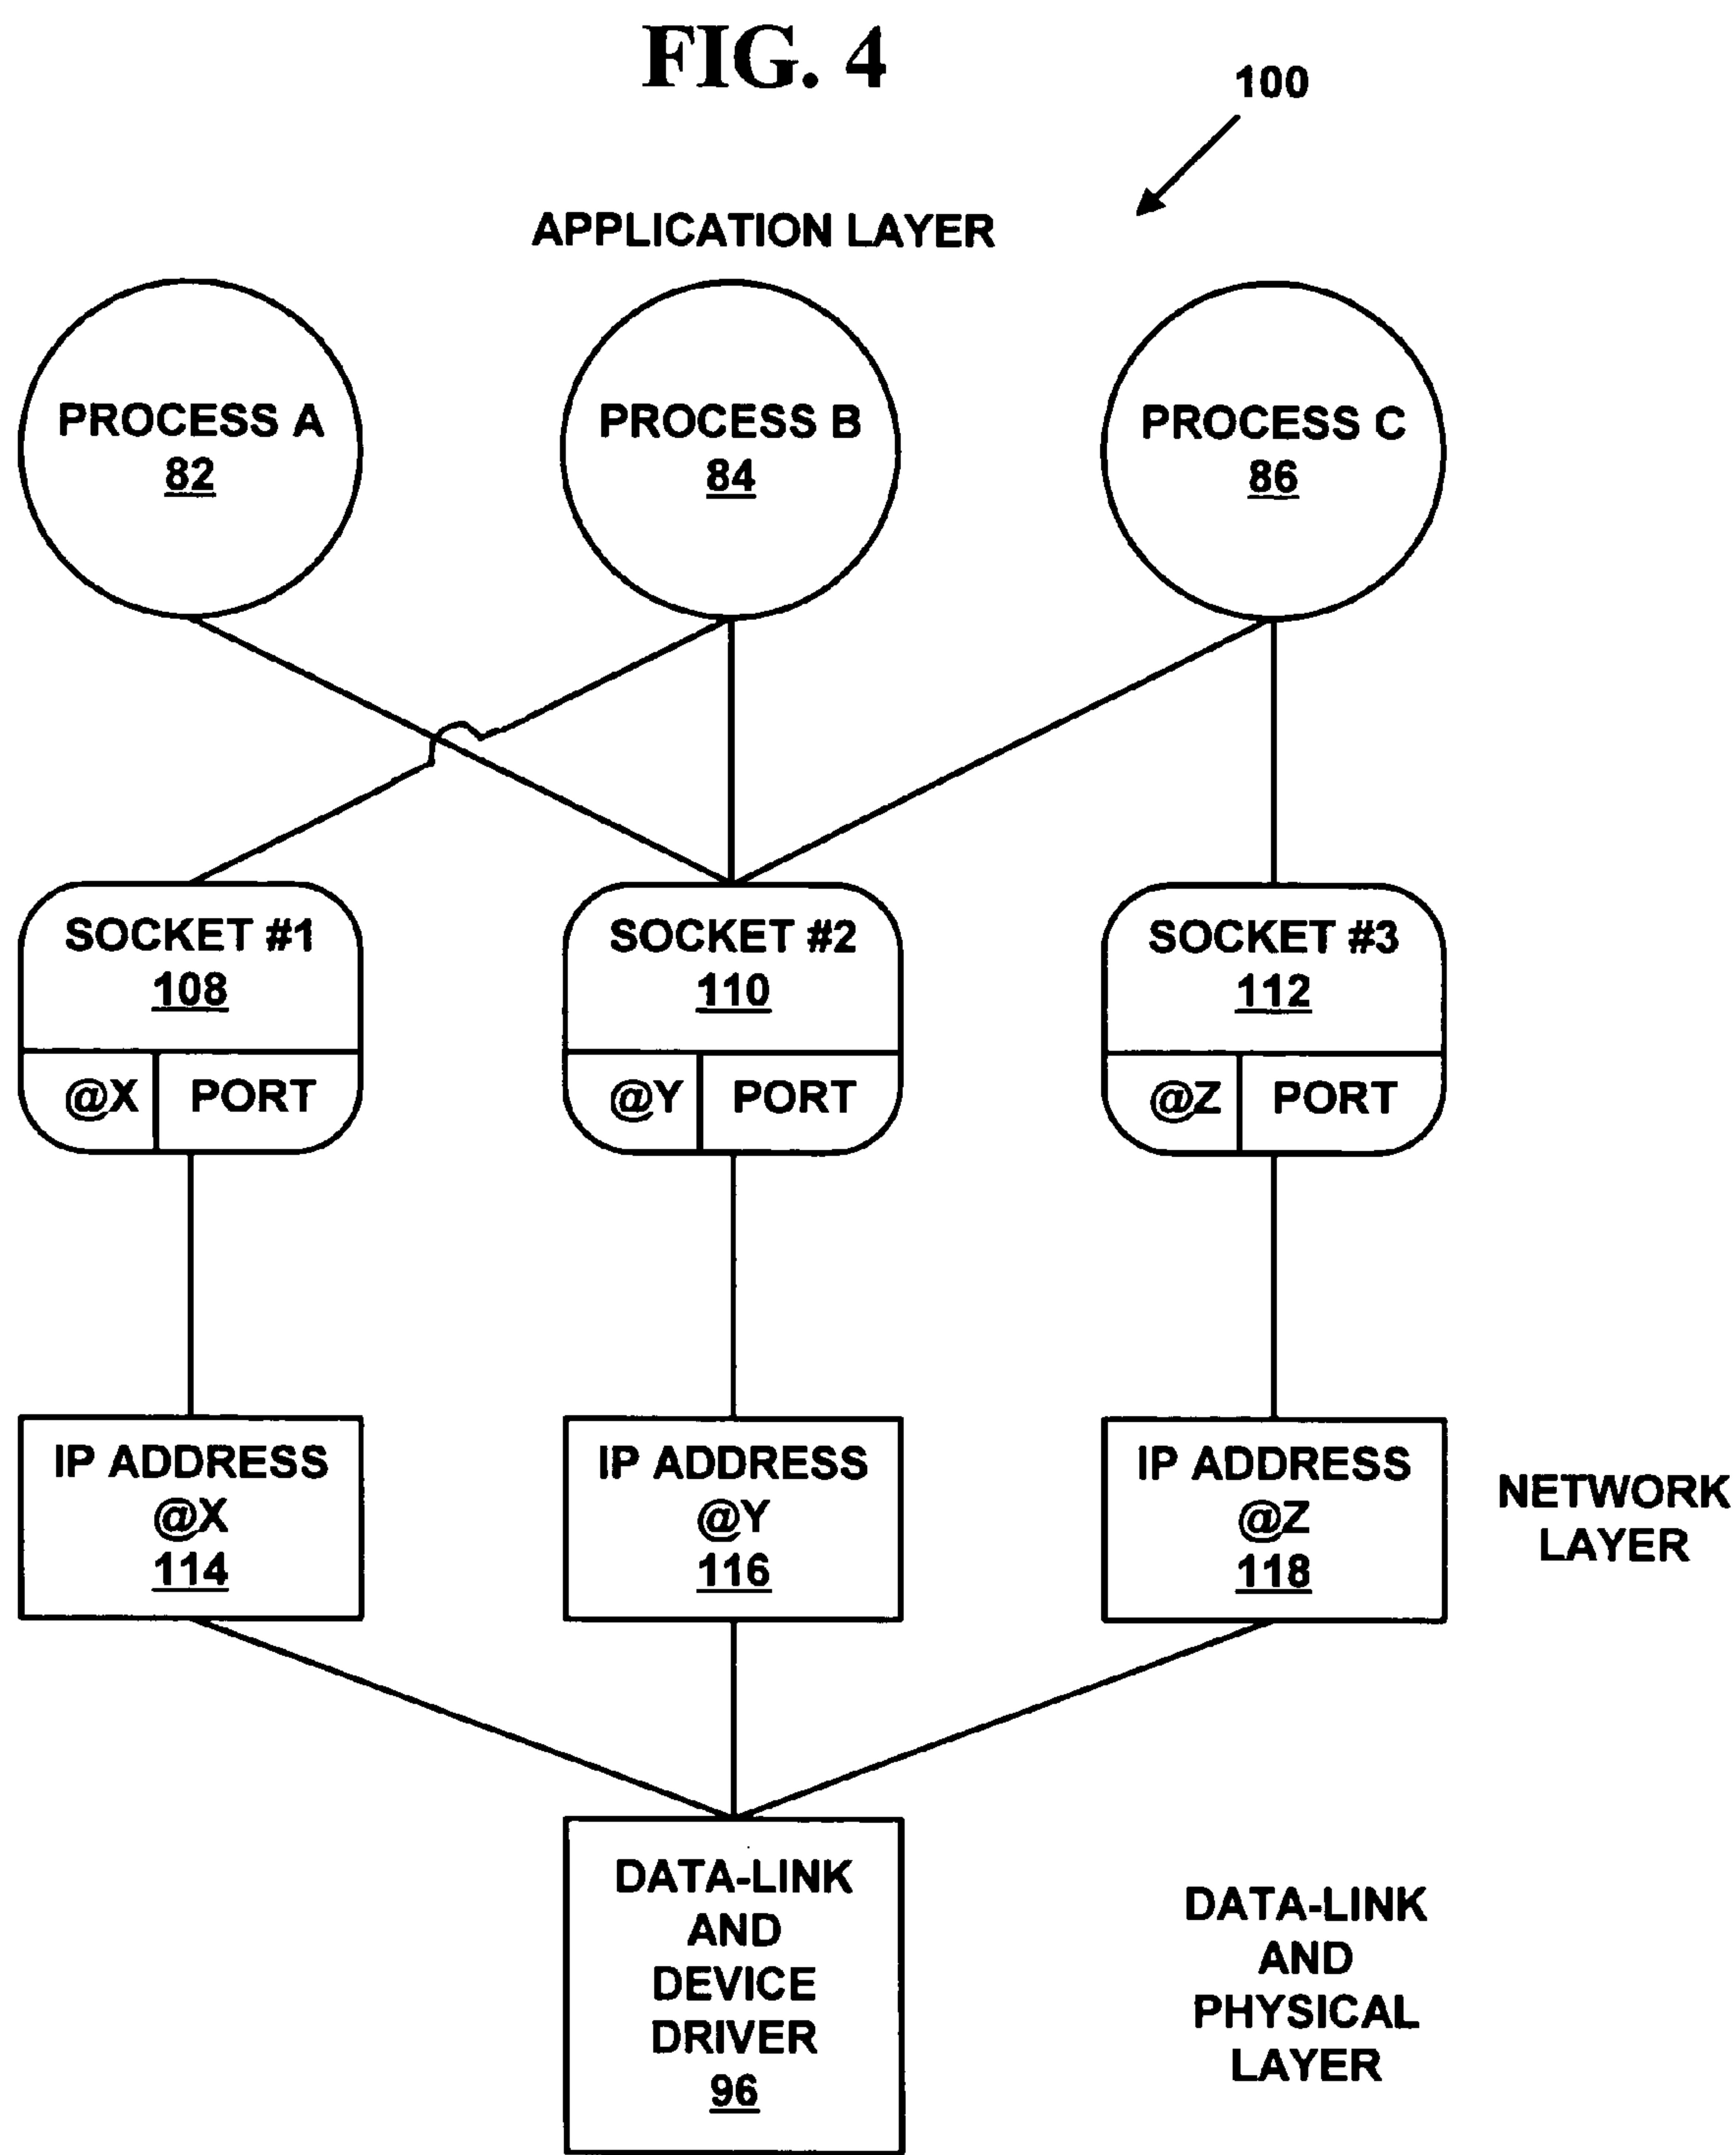 FIG. 4
100
APPLICATION LAYER
PROCESS A
82
PROCESS B
84
PROCESS C
86
SOCKET #1
108
@X
PORT
SOCKET #2
110
@Y
PORT
SOCKET #3
112
@Z
PORT
IP ADDRESS
@X
114
IP ADDRESS
@Y
116
IP ADDRESS
@Z
118
NETWORK
LAYER
DATA-LINK
AND
DEVICE
DRIVER
96
DATA-LINK
AND
PHYSICAL
LAYER